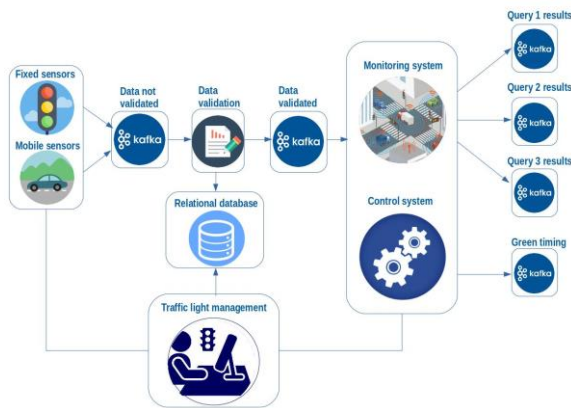 Fixed sensors
Mobile sensors
Data not
validated
kafka
Data
validation
Data
validated
kafka
Relational database
Traffic light management
Monitoring system
Control system
Query 1 results
kafka
Query 2 results
kafka
Query 3 results
kafka
Green timing
kafka